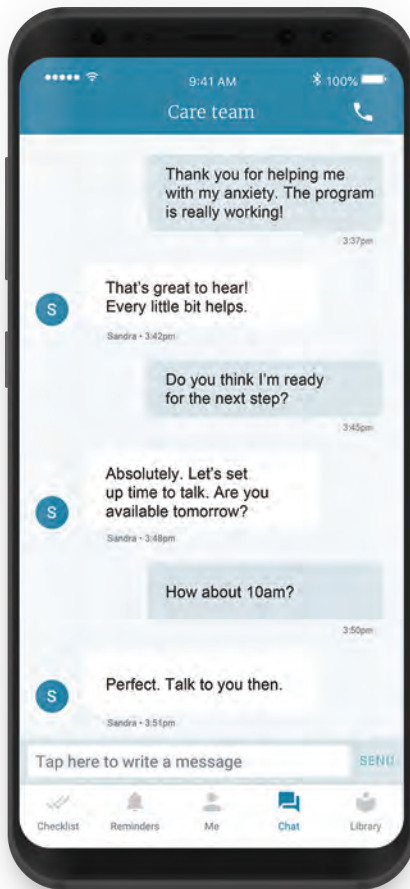 9:41 AM
100%
Care team
Thank you for helping me
with my anxiety. The program
is really working!
3:37pm
That's great to hear!
Every little bit helps.
S
Sandra • 3:42pm
Do you think I'm ready
for the next step?
3:45pm
Absolutely. Let's set
up time to talk. Are you
available tomorrow?
S
Sandra • 3:48pm
How about 10am?
3:50pm
Perfect. Talk to you then.
S
Sandra • 3:51pm
Tap here to write a message
SEND
Checklist
Reminders
Me
Chat
Library